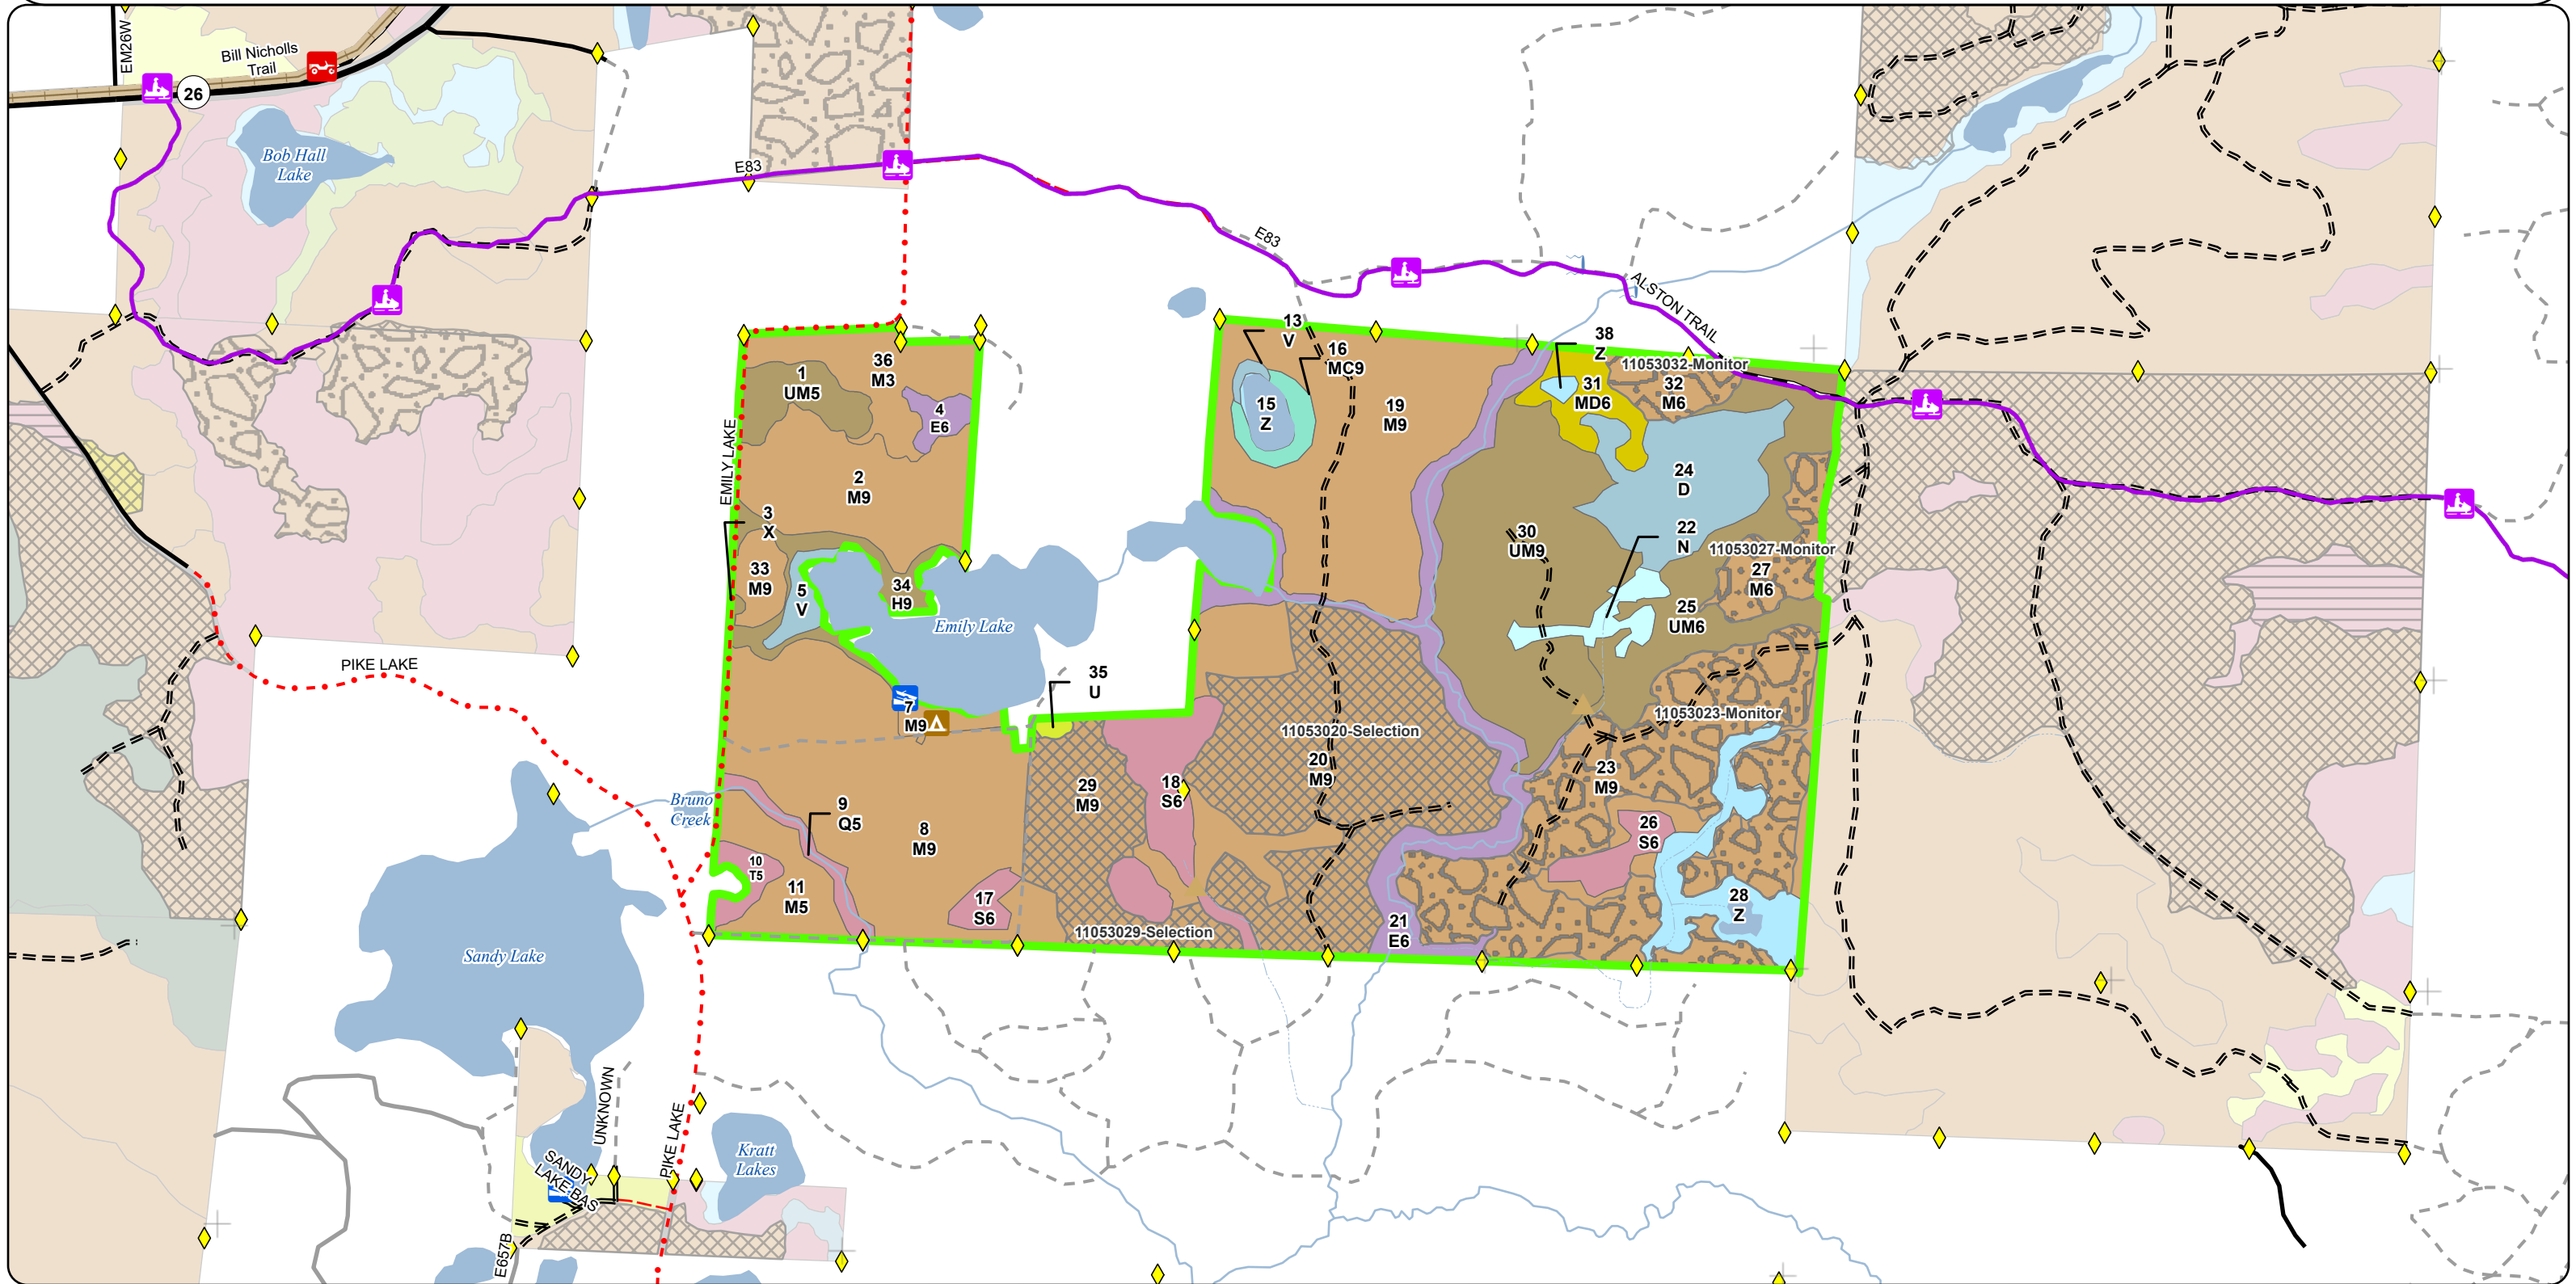 EM26W
Bill Nicholls
Trail
26
Bob Hall
Lake
E83
E83
ALSTON TRAIL
13
V
16
MC9
38
Z
11053032-Monitor
36
M3
1
UM5
4
E6
15
Z
19
M9
31
MD6
32
M6
EMILY LAKE
2
M9
24
D
3
X
30
UM9
22
N
11053027-Monitor
33
M9
5
V
34
H9
27
M6
Emily Lake
25
UM6
PIKE LAKE
35
U
7
M9
11053023-Monitor
11053020-Selection
20
M9
23
M9
29
M9
18
S6
Bruno
Creek
9
Q5
8
M9
26
S6
10
T5
11
M5
17
S6
28
Z
11053029-Selection
21
E6
Sandy Lake
UNKNOWN
PIKE LAKE
Kratt
Lakes
SANDY
LAKE-BAS
E657B